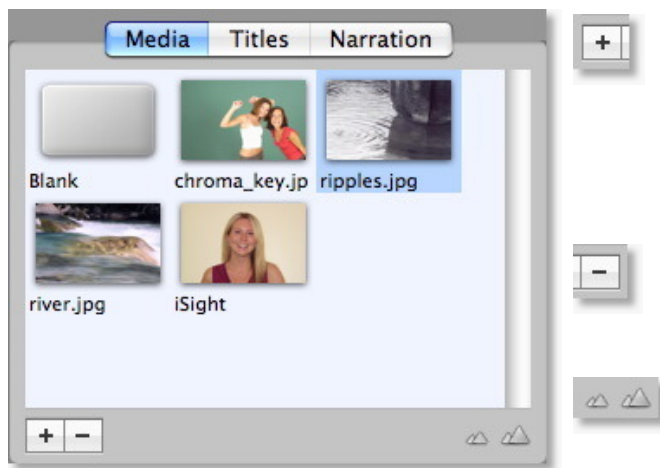 Media Titles Narration
Blank chroma_key.jp ripples.jpg
river.jpg iSight
+ −
+
−